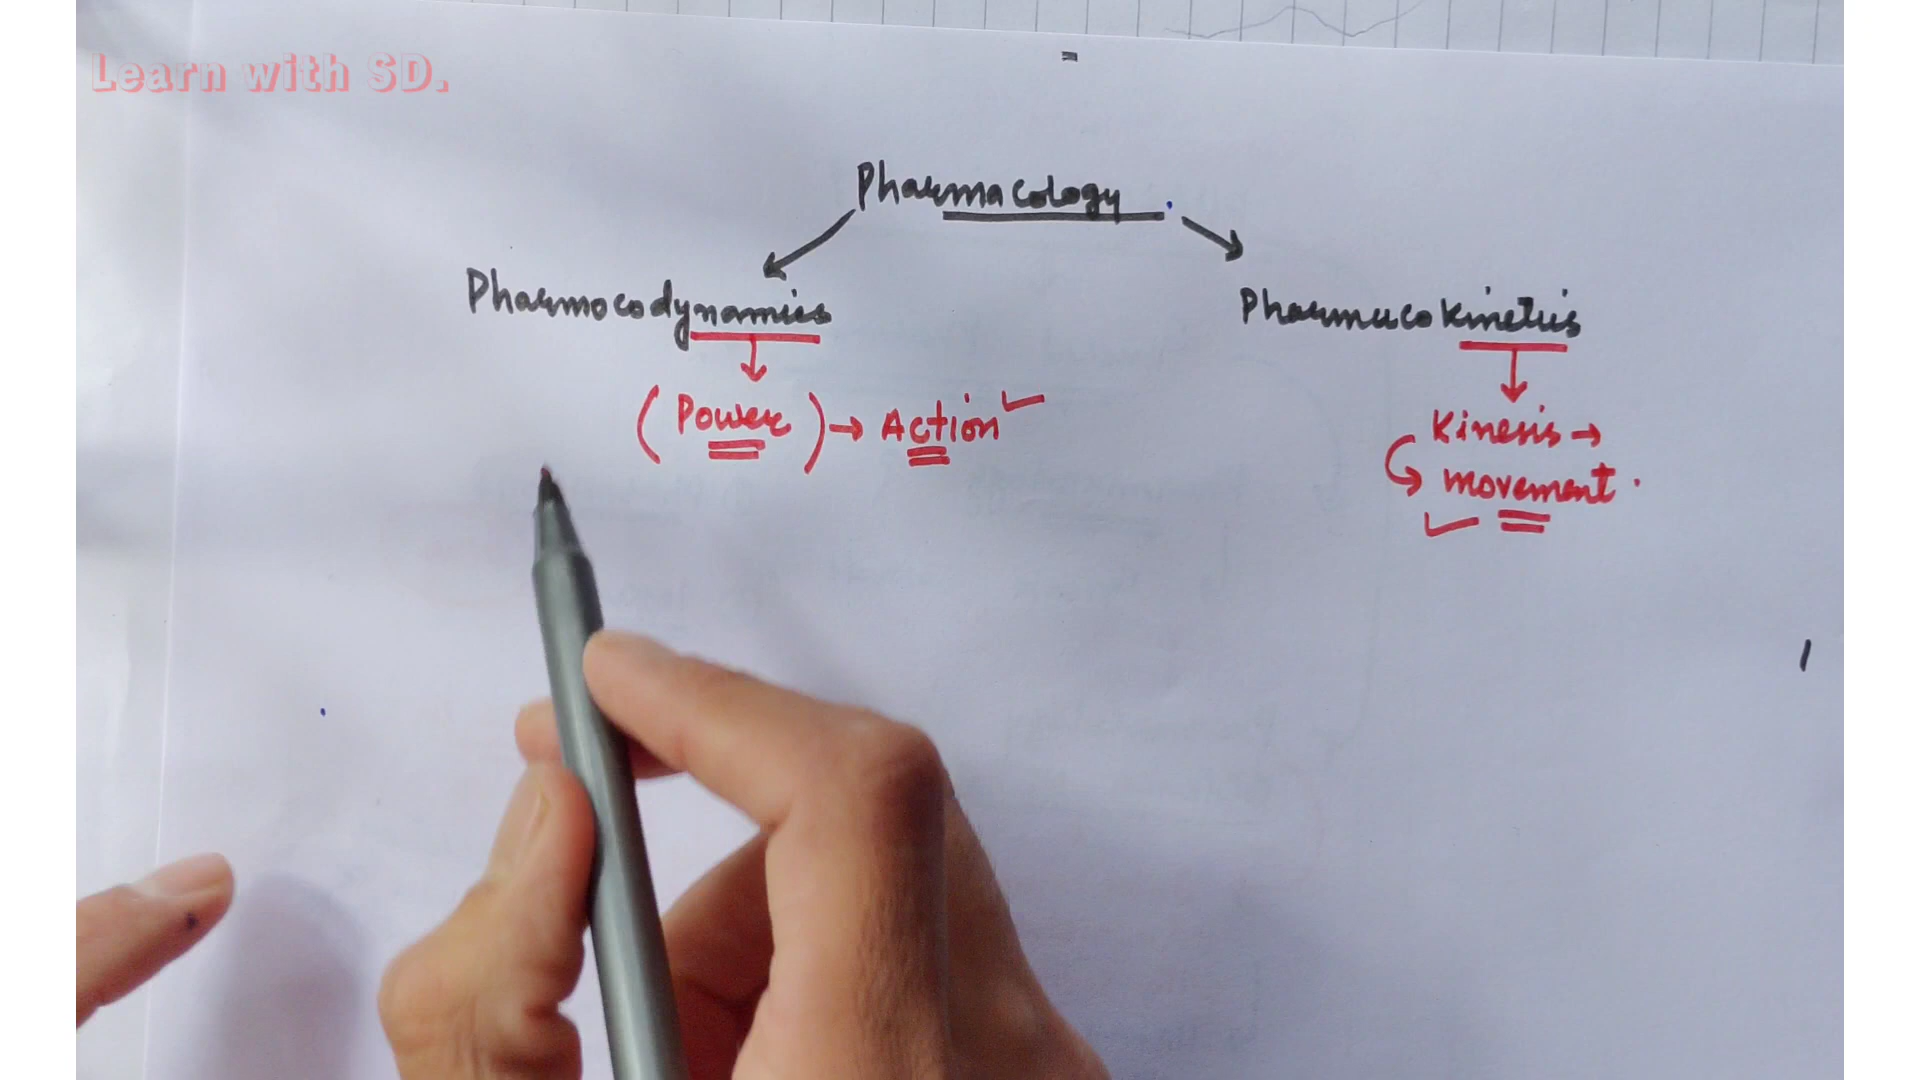 Learn with SD.
Pharmacology
Pharmocodynamics
Pharmacokinetics
(Power) → Action ✓
Kinesis →
movement.